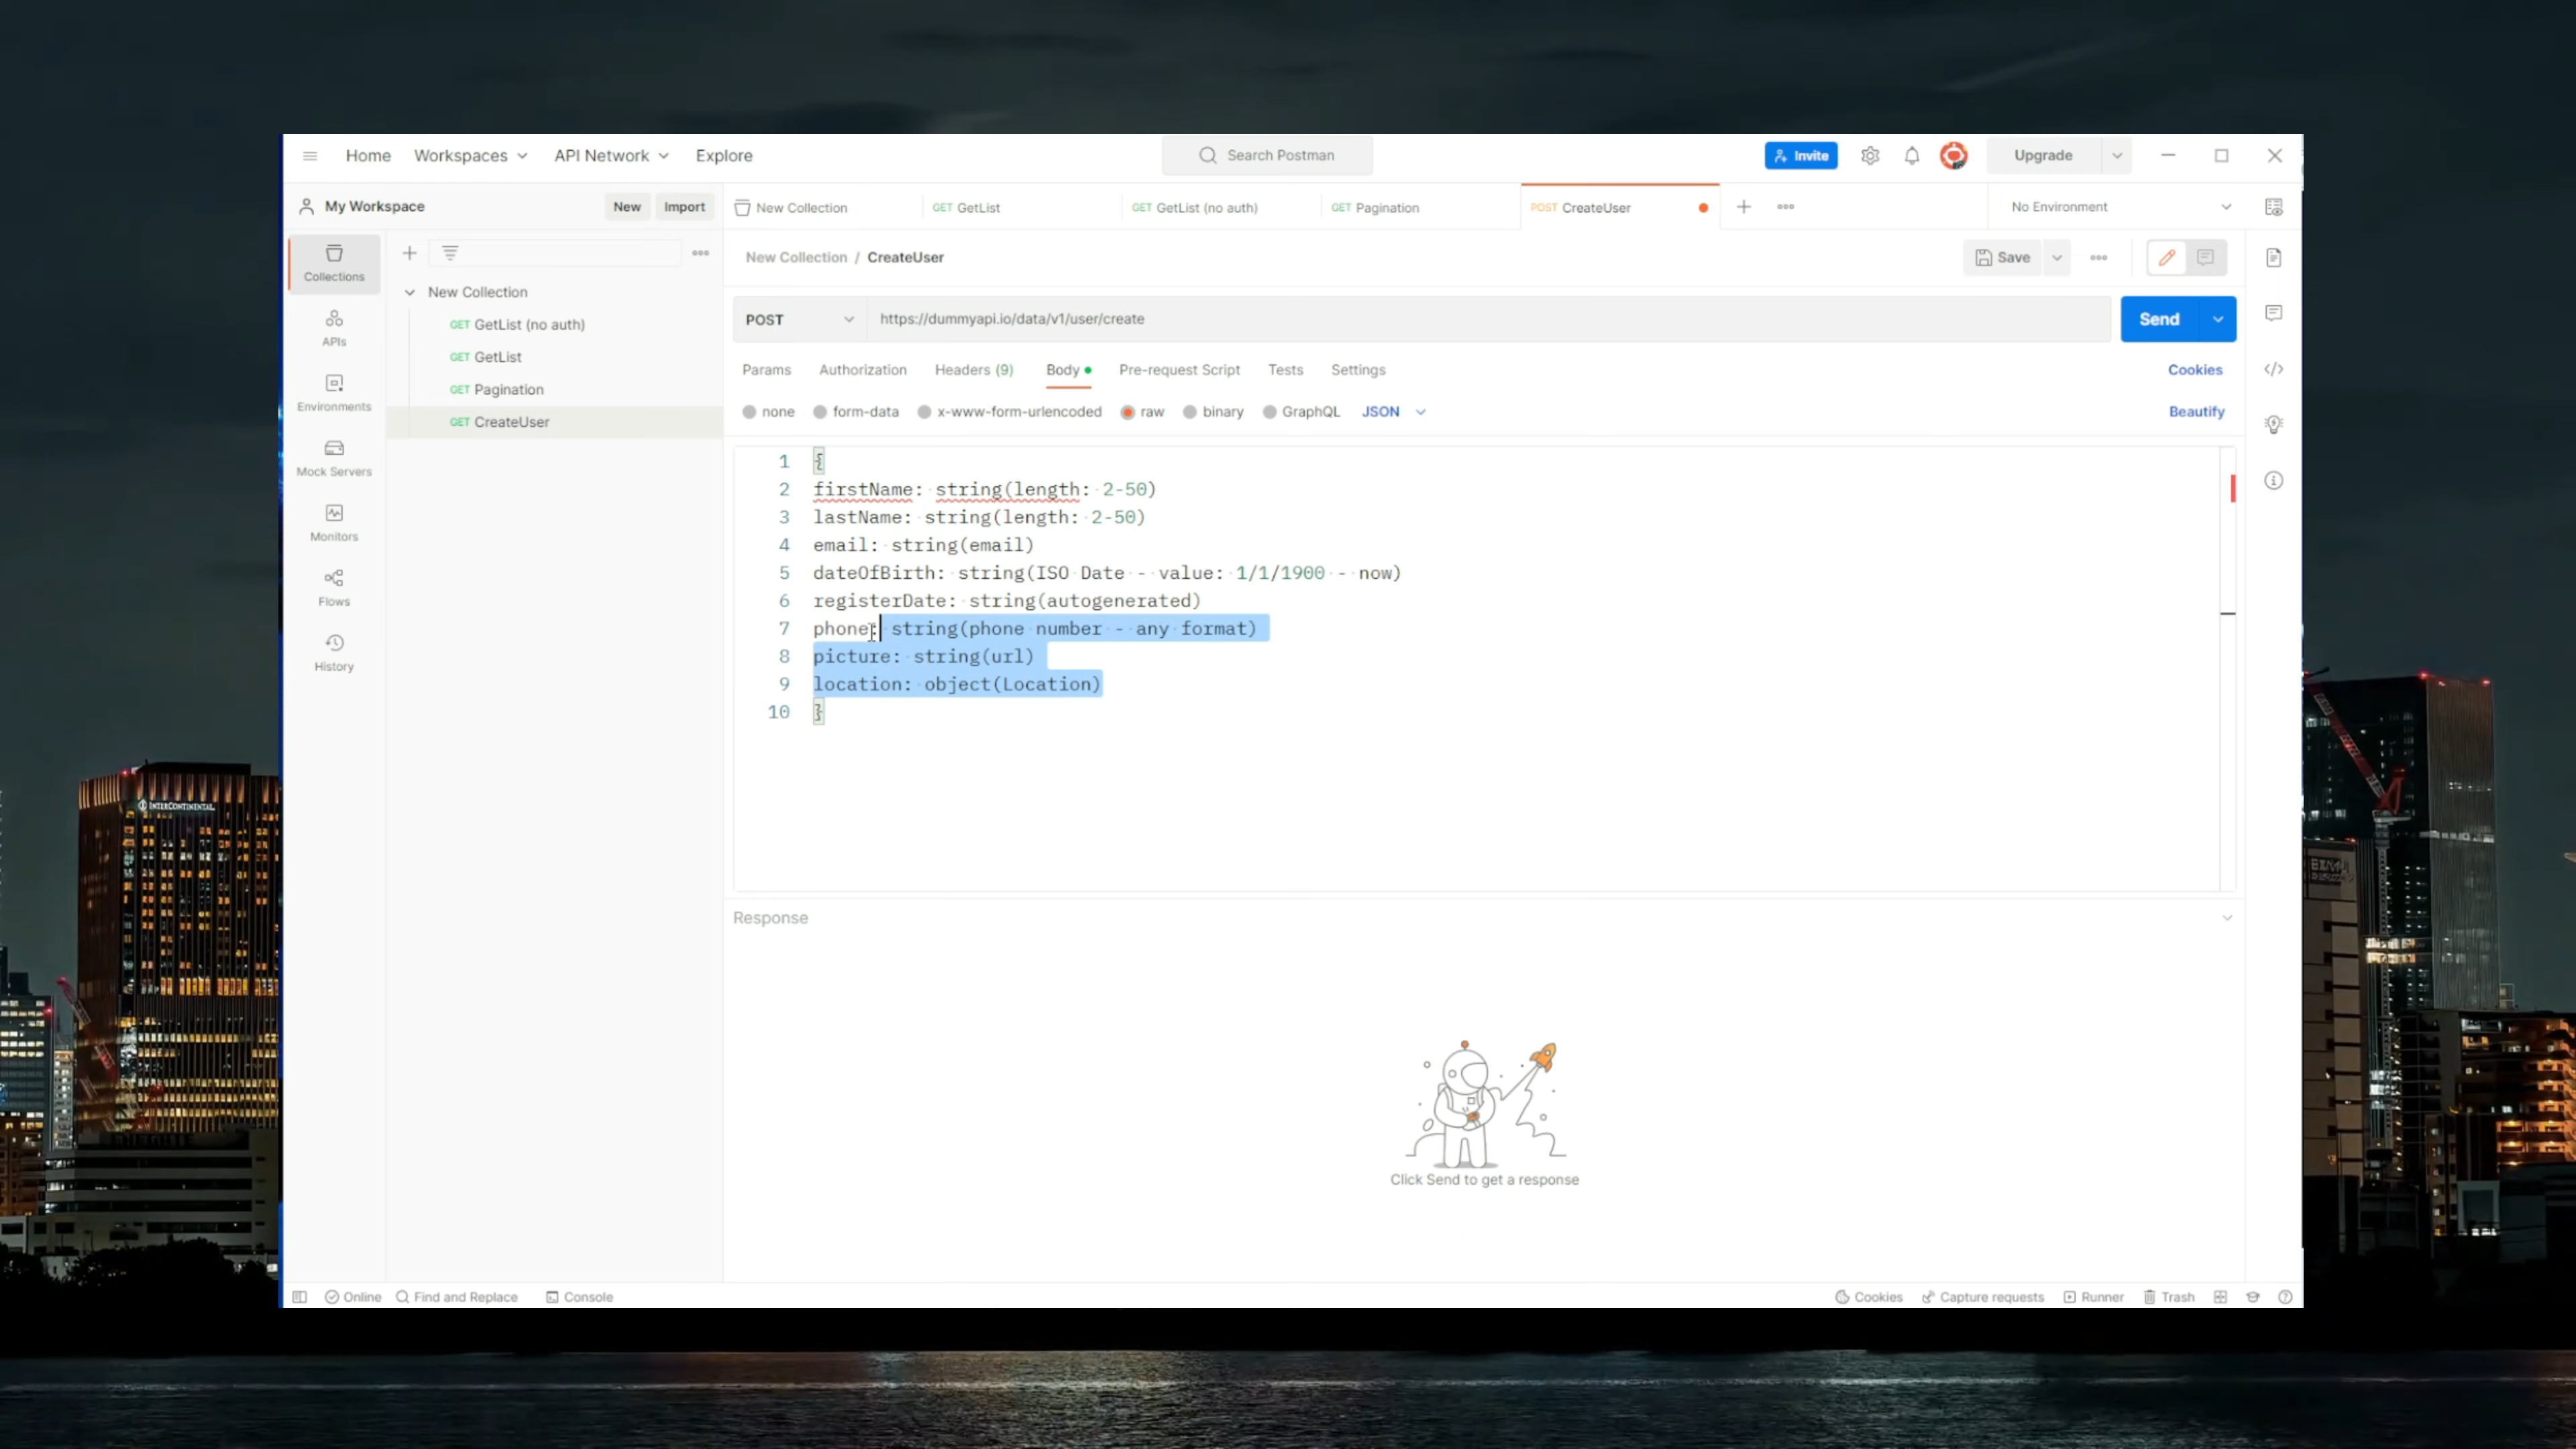 Home Workspaces API Network Explore Search Postman Invite Upgrade
My Workspace New Import New Collection GET GetList GET GetList (no auth) GET Pagination POST CreateUser No Environment
Collections
APIs
Environments
Mock Servers
Monitors
Flows
History
New Collection
GET GetList (no auth)
GET GetList
GET Pagination
GET CreateUser
New Collection / CreateUser Save
POST https://dummyapi.io/data/v1/user/create Send
Params Authorization Headers (9) Body Pre-request Script Tests Settings Cookies
none form-data x-www-form-urlencoded raw binary GraphQL JSON Beautify
1 {
2 firstName: string(length: 2-50)
3 lastName: string(length: 2-50)
4 email: string(email)
5 dateOfBirth: string(ISO Date - value: 1/1/1900 - now)
6 registerDate: string(autogenerated)
7 phone: string(phone number - any format)
8 picture: string(url)
9 location: object(Location)
10 }
Response
Click Send to get a response
Online Find and Replace Console Cookies Capture requests Runner Trash
INTERCONTINENTAL